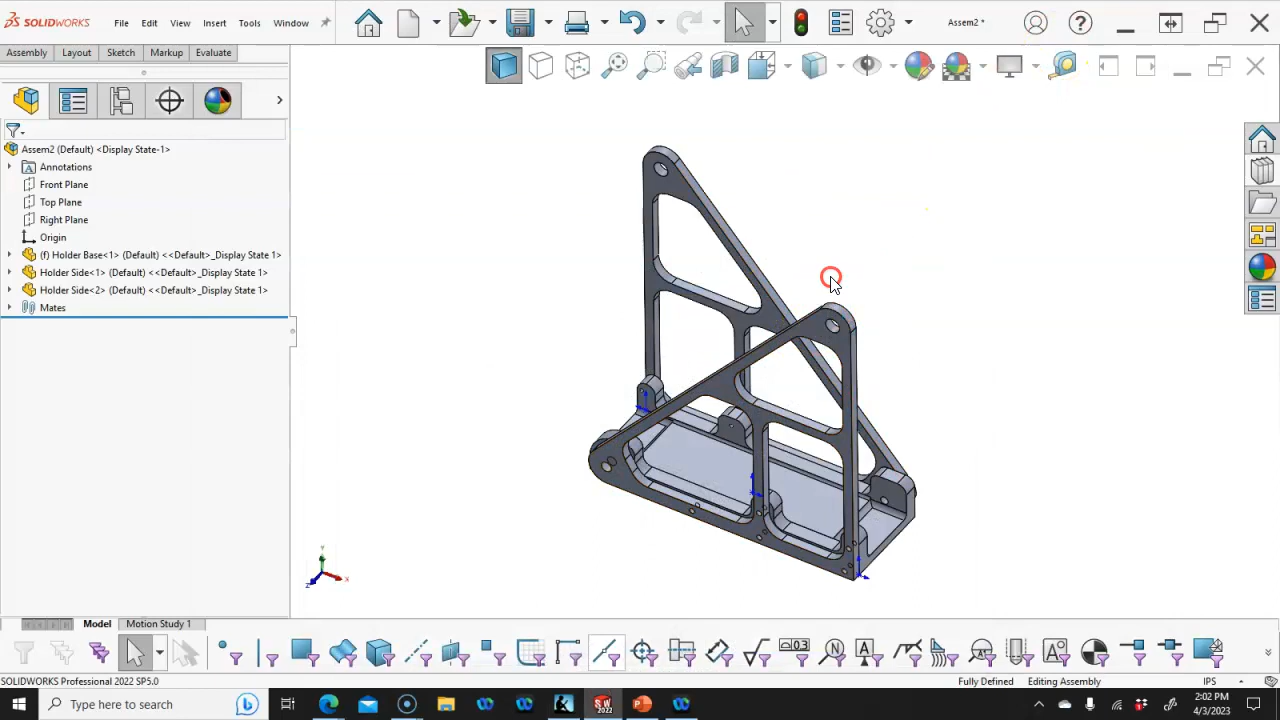 SOLIDWORKS File Edit View Insert Tools Window Assem2 *
Assembly Layout Sketch Markup Evaluate
Assem2 (Default) <Display State-1>
Annotations
Front Plane
Top Plane
Right Plane
Origin
(f) Holder Base<1> (Default) <<Default>_Display State 1>
Holder Side<1> (Default) <<Default>_Display State 1>
Holder Side<2> (Default) <<Default>_Display State 1>
Mates
Model Motion Study 1
SOLIDWORKS Premium 2022 SP5.0 Fully Defined Editing Assembly IPS
Type here to search
2:02 PM
4/3/2023